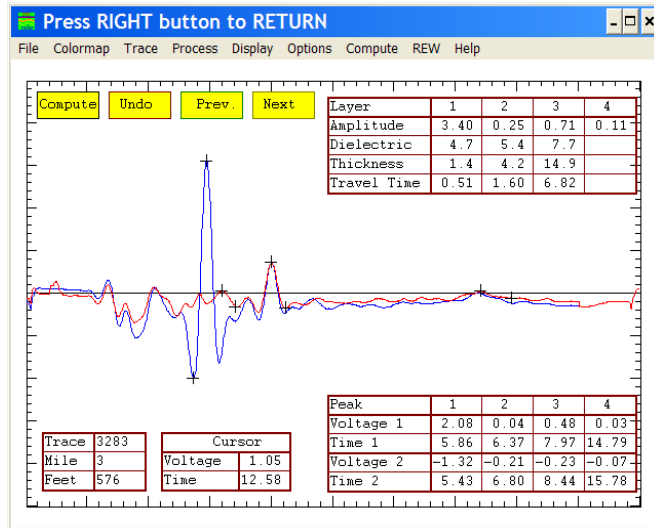 Press RIGHT button to RETURN
File Colormap Trace Process Display Options Compute REW Help
Compute Undo Prev. Next
Layer 1 2 3 4
Amplitude 3.40 0.25 0.71 0.11
Dielectric 4.7 5.4 7.7
Thickness 1.4 4.2 14.9
Travel Time 0.51 1.60 6.82
Peak 1 2 3 4
Voltage 1 2.08 0.04 0.48 0.03
Time 1 5.86 6.37 7.97 14.79
Voltage 2 -1.32 -0.21 -0.23 -0.07
Time 2 5.43 6.80 8.44 15.78
Trace 3283
Mile 3
Feet 576
Cursor
Voltage 1.05
Time 12.58